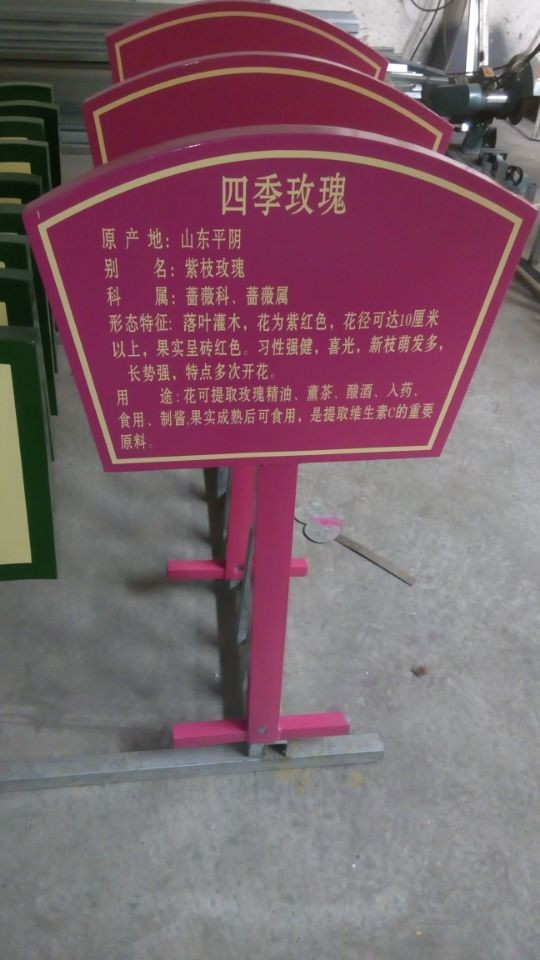 四季玫瑰
原产地：山东平阴
别 名：紫枝玫瑰
科 属：蔷薇科、蔷薇属
形态特征：落叶灌木，花为紫红色，花径可达10厘米
以上，果实呈砖红色。习性强健，喜光，新枝萌发多，
长势强，特点多次开花。
用 途：花可提取玫瑰精油、薰茶、酿酒、入药、
食用、制酱,果实成熟后可食用，是提取维生素C的重要
原料。